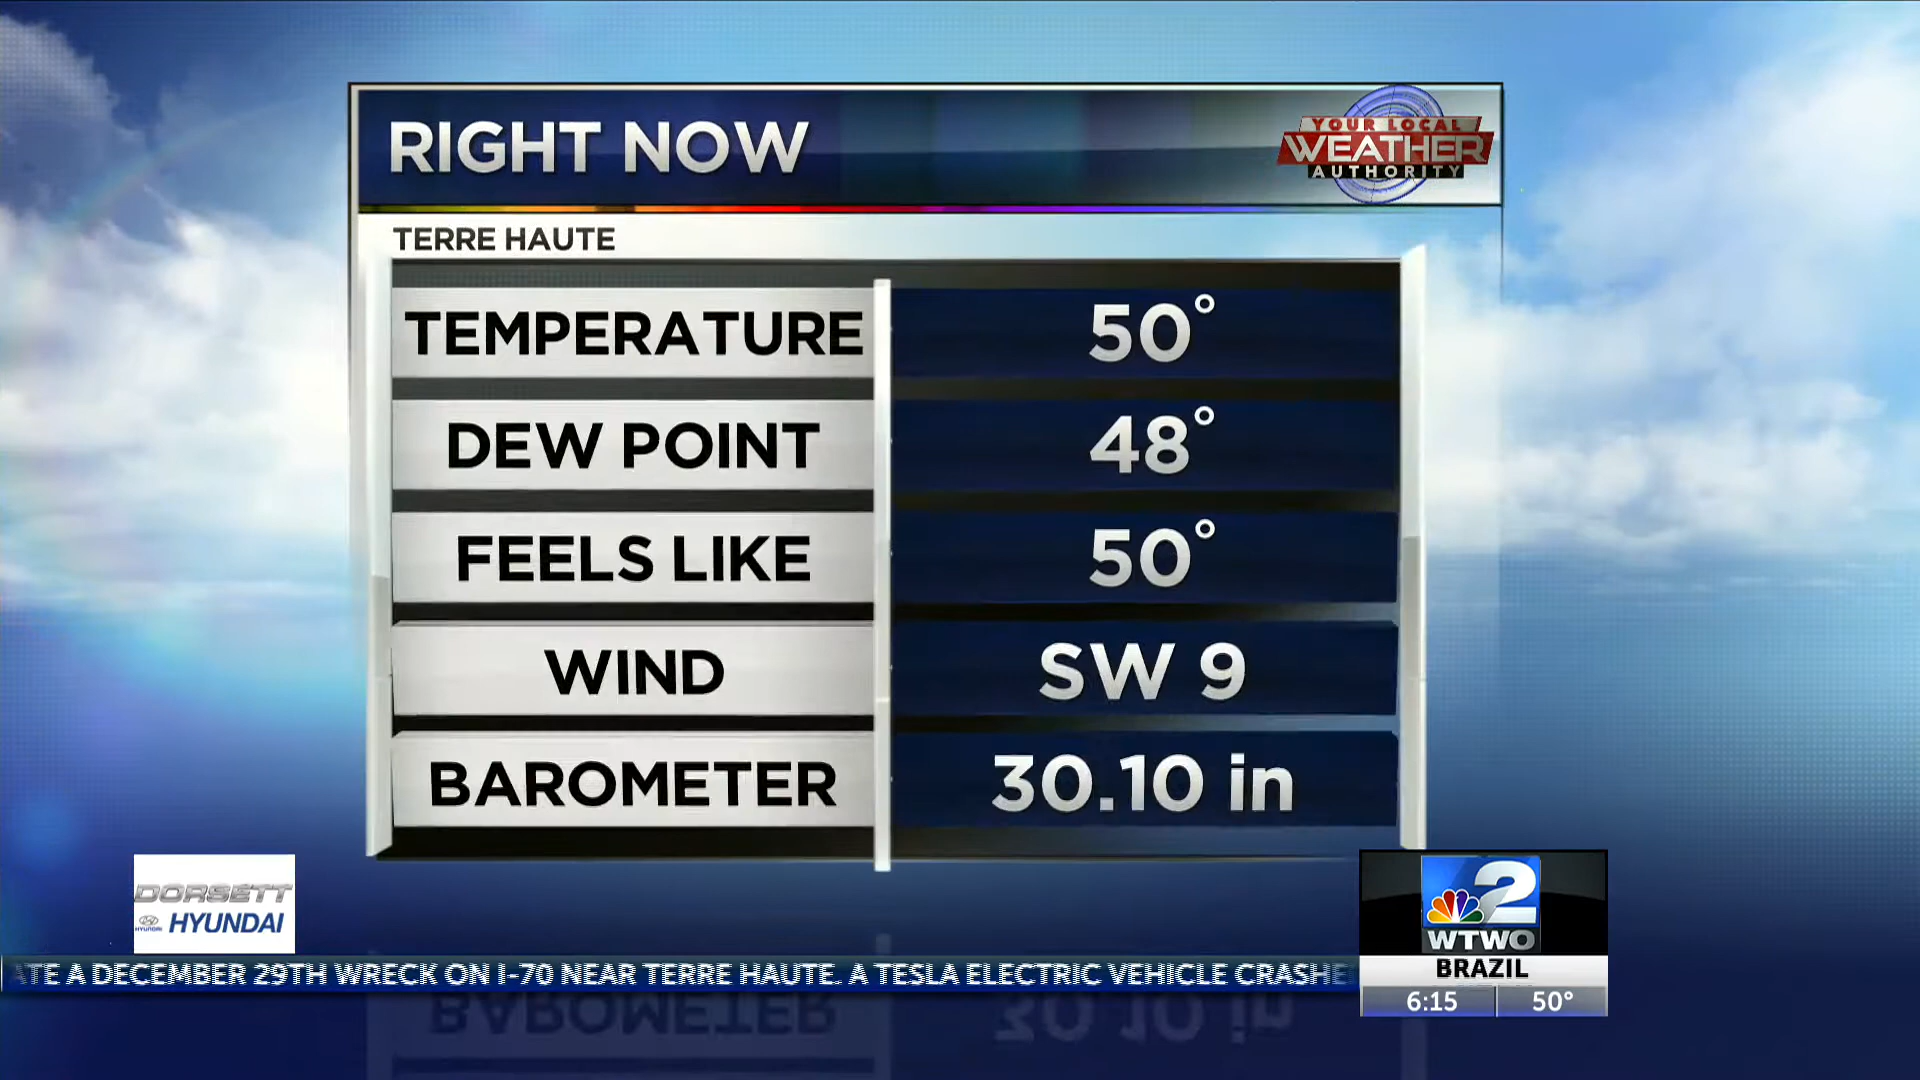 RIGHT NOW
YOUR LOCAL
WEATHER
AUTHORITY
TERRE HAUTE
TEMPERATURE 50°
DEW POINT 48°
FEELS LIKE 50°
WIND SW 9
BAROMETER 30.10 in
DORSETT
HYUNDAI HYUNDAI
2
WTWO
BRAZIL
6:15 50°
ATE A DECEMBER 29TH WRECK ON I-70 NEAR TERRE HAUTE. A TESLA ELECTRIC VEHICLE CRASHE